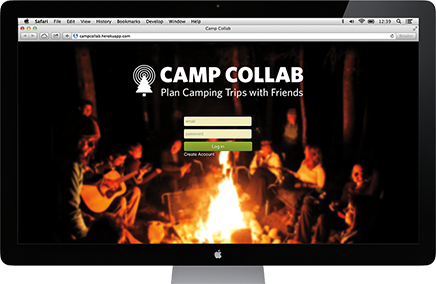 Safari File Edit View History Bookmarks Develop Window Help 12:39
Camp Collab
campcollab.herokuapp.com
CAMP COLLAB
Plan Camping Trips with Friends
email
password
Log in
Create Account